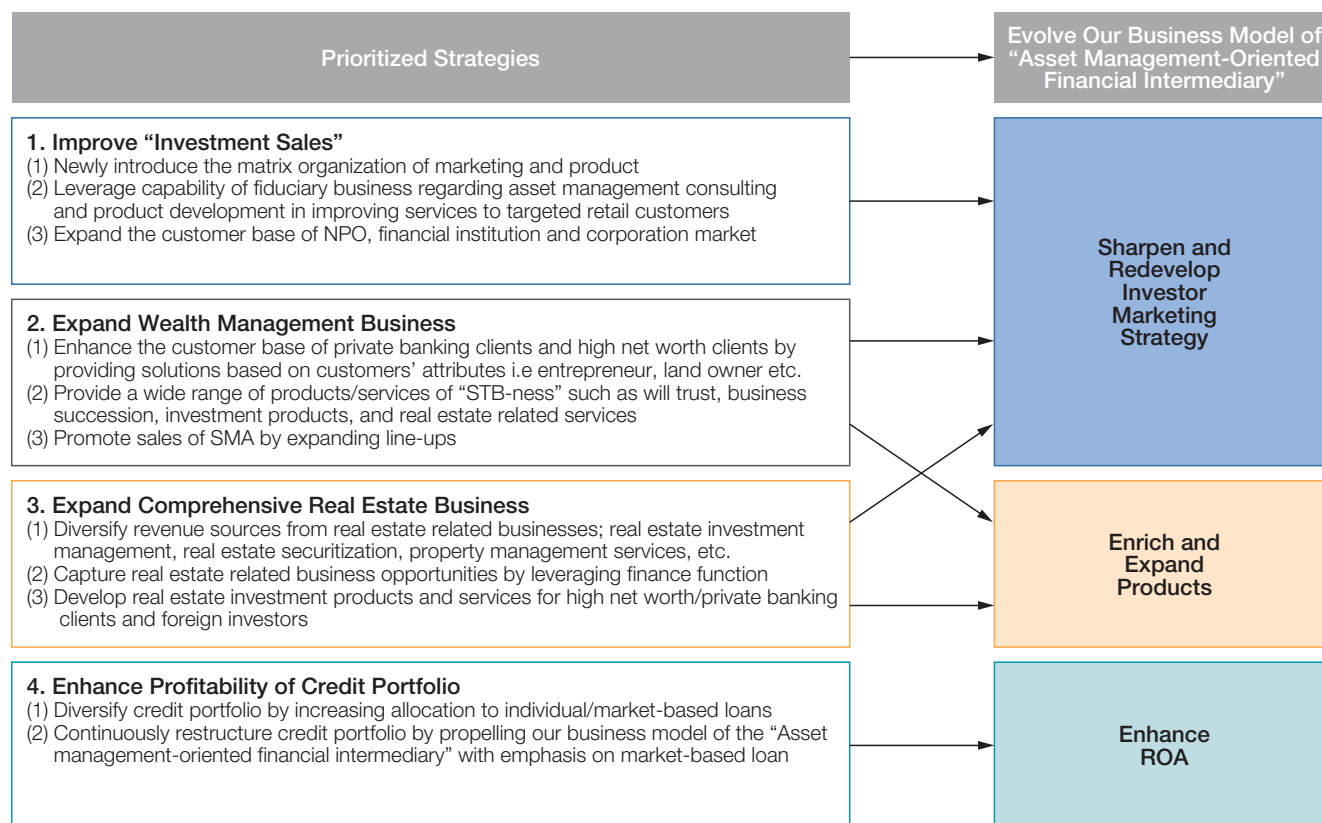 Prioritized Strategies
Evolve Our Business Model of
“Asset Management-Oriented
Financial Intermediary”
1. Improve “Investment Sales”
(1) Newly introduce the matrix organization of marketing and product
(2) Leverage capability of fiduciary business regarding asset management consulting
and product development in improving services to targeted retail customers
(3) Expand the customer base of NPO, financial institution and corporation market
2. Expand Wealth Management Business
(1) Enhance the customer base of private banking clients and high net worth clients by
providing solutions based on customers’ attributes i.e entrepreneur, land owner etc.
(2) Provide a wide range of products/services of “STB-ness” such as will trust, business
succession, investment products, and real estate related services
(3) Promote sales of SMA by expanding line-ups
3. Expand Comprehensive Real Estate Business
(1) Diversify revenue sources from real estate related businesses; real estate investment
management, real estate securitization, property management services, etc.
(2) Capture real estate related business opportunities by leveraging finance function
(3) Develop real estate investment products and services for high net worth/private banking
clients and foreign investors
4. Enhance Profitability of Credit Portfolio
(1) Diversify credit portfolio by increasing allocation to individual/market-based loans
(2) Continuously restructure credit portfolio by propelling our business model of the “Asset
management-oriented financial intermediary” with emphasis on market-based loan
Sharpen and
Redevelop
Investor
Marketing
Strategy
Enrich and
Expand
Products
Enhance
ROA